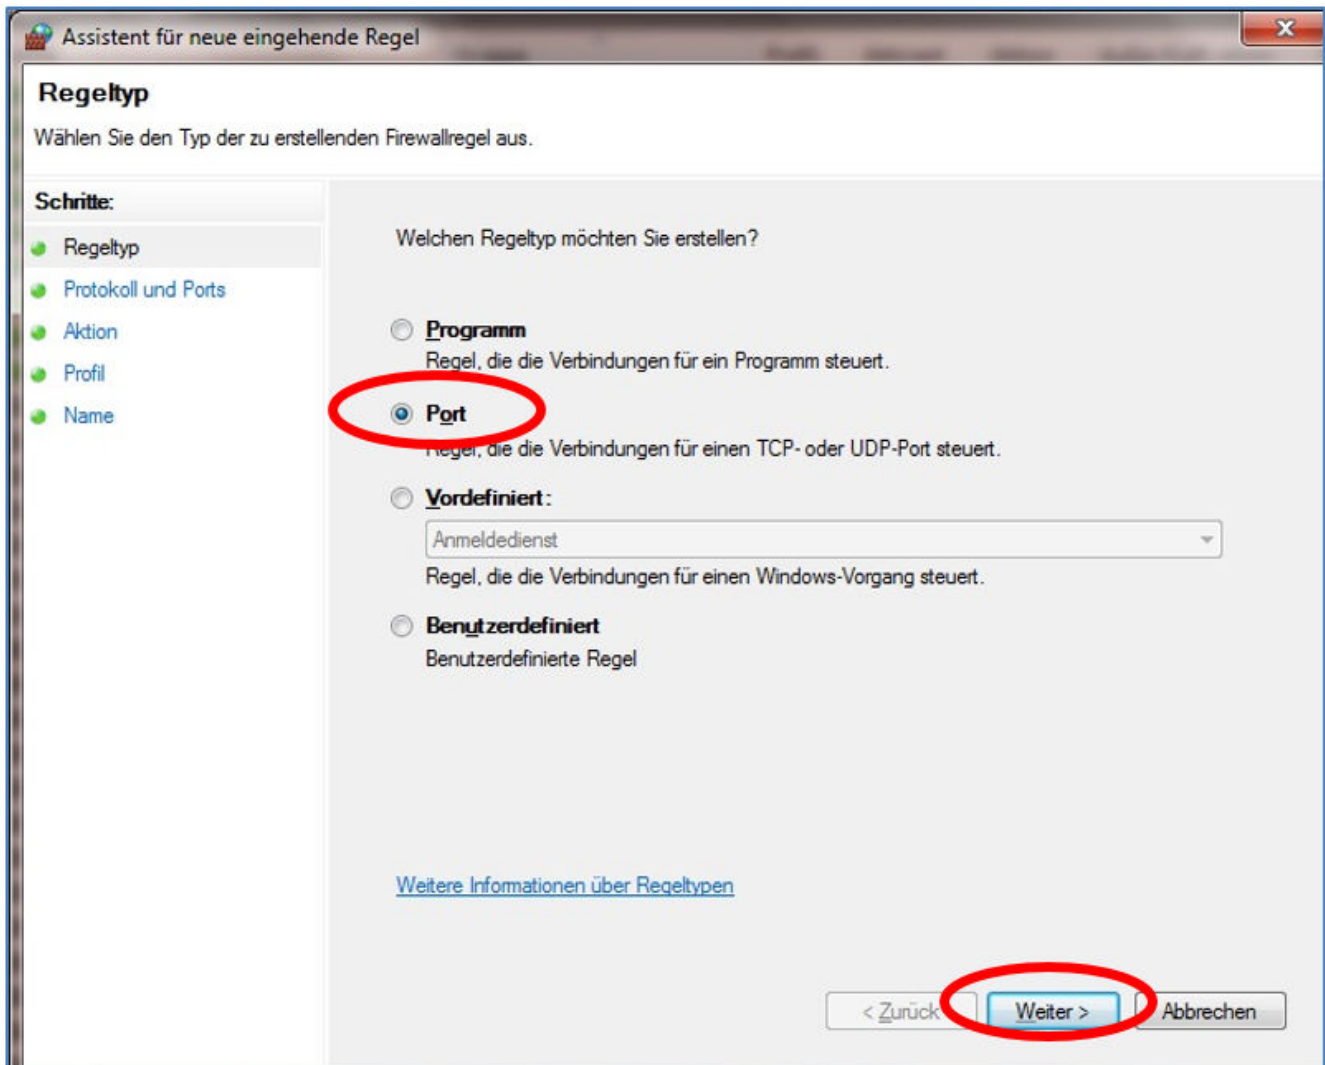 Assistent für neue eingehende Regel
Regeltyp
Wählen Sie den Typ der zu erstellenden Firewallregel aus.
Schritte:
Regeltyp
Protokoll und Ports
Aktion
Profil
Name
Welchen Regeltyp möchten Sie erstellen?
Programm
Regel, die die Verbindungen für ein Programm steuert.
Port
Regel, die die Verbindungen für einen TCP- oder UDP-Port steuert.
Vordefiniert:
Anmeldedienst
Regel, die die Verbindungen für einen Windows-Vorgang steuert.
Benutzerdefiniert
Benutzerdefinierte Regel
Weitere Informationen über Regeltypen
< Zurück
Weiter >
Abbrechen